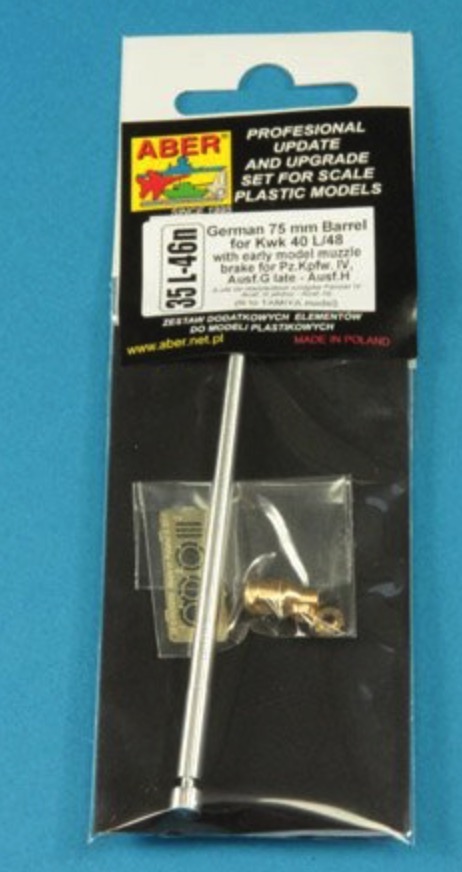 ABER
SINCE 1995
PROFESIONAL
UPDATE
AND UPGRADE
SET FOR SCALE
PLASTIC MODELS
35 L-46n
German 75 mm Barrel
for Kwk 40 L/48
with early model muzzle
brake for Pz.Kpfw. IV,
Ausf.G late - Ausf.H
(fit to TAMIYA model)
ZESTAW DODATKOWYCH ELEMENTÓW
DO MODELI PLASTIKOWYCH
www.aber.net.pl
MADE IN POLAND